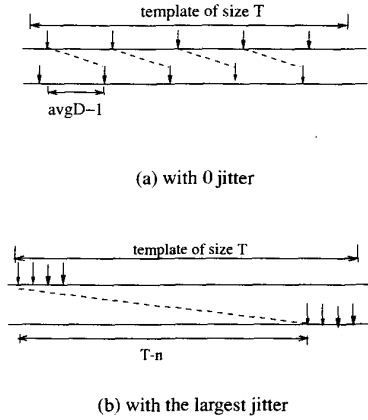 template of size T
avgD-1
(a) with 0 jitter
template of size T
T-n
(b) with the largest jitter